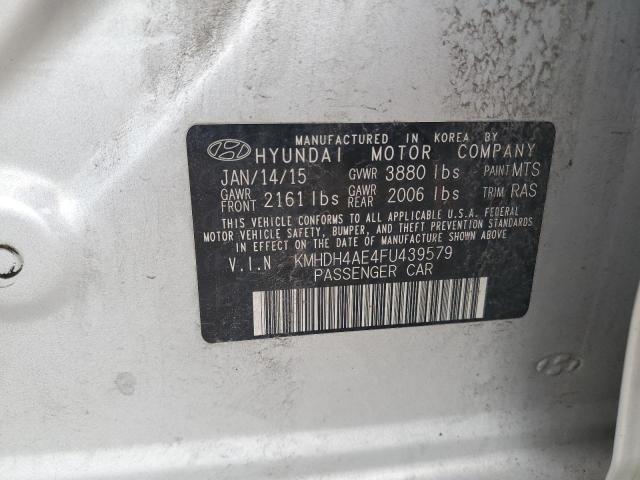 MANUFACTURED IN KOREA BY
HYUNDAI MOTOR COMPANY
JAN/14/15 GVWR 3880 lbs PAINT MTS
GAWR FRONT 2161 lbs GAWR REAR 2006 lbs TRIM RAS
THIS VEHICLE CONFORMS TO ALL APPLICABLE U.S.A. FEDERAL
MOTOR VEHICLE SAFETY, BUMPER, AND THEFT PREVENTION STANDARDS
IN EFFECT ON THE DATE OF MANUFACTURE SHOWN ABOVE.
V.I.N KMHDH4AE4FU439579
PASSENGER CAR